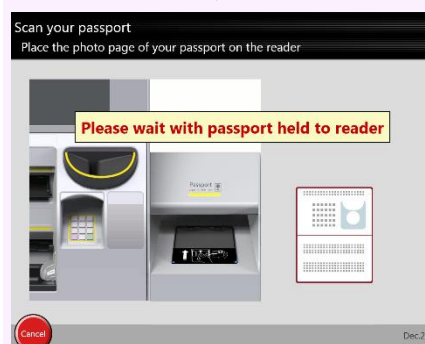 Scan your passport
Place the photo page of your passport on the reader
Please wait with passport held to reader
Passport
Cancel
Dec.2